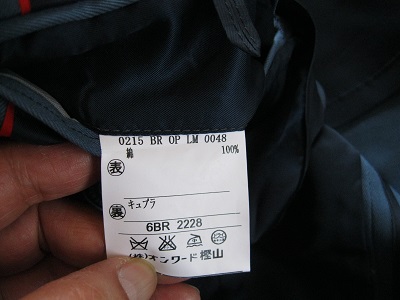 0215 BR OP LM 0048
綿 100%
表
キュプラ
裏
6BR 2228
(株)オンワード樫山